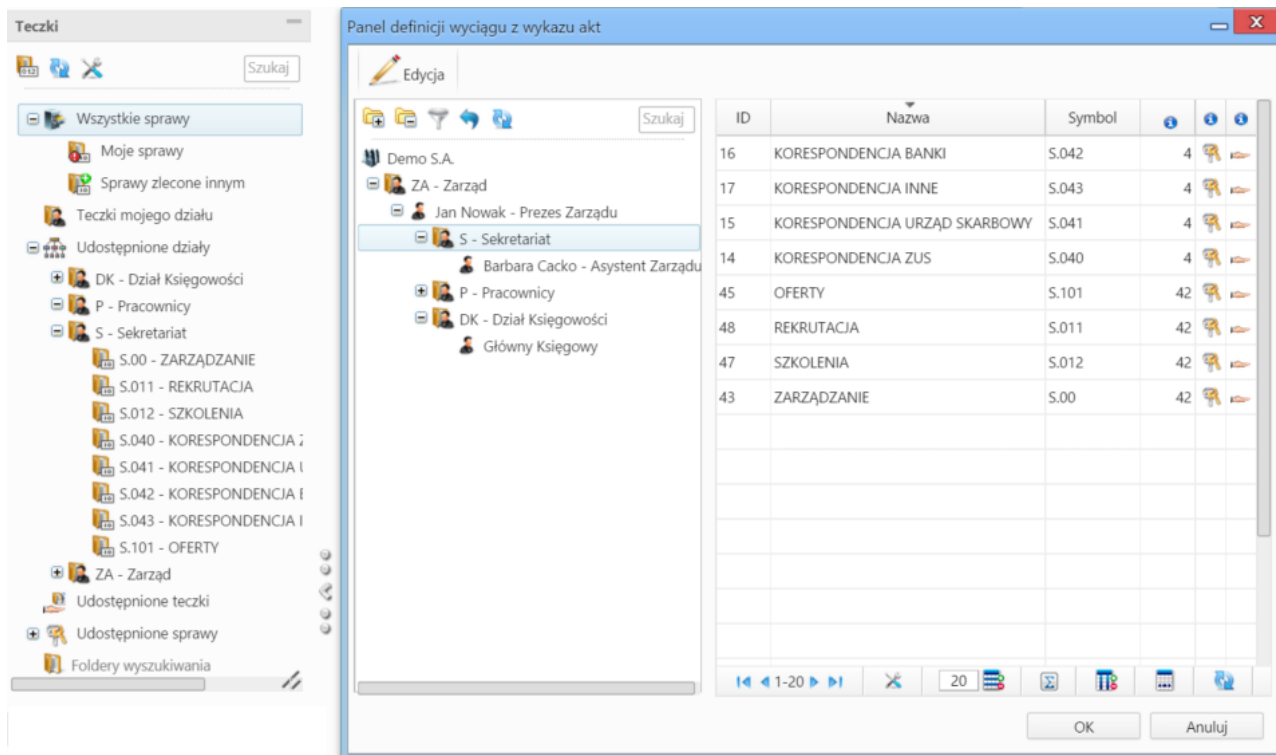 Teczki
Szukaj
Wszystkie sprawy
Moje sprawy
Sprawy zlecone innym
Teczki mojego działu
Udostępnione działy
DK - Dział Księgowości
P - Pracownicy
S - Sekretariat
S.00 - ZARZĄDZANIE
S.011 - REKRUTACJA
S.012 - SZKOLENIA
S.040 - KORESPONDENCJA
S.041 - KORESPONDENCJA
S.042 - KORESPONDENCJA
S.043 - KORESPONDENCJA
S.101 - OFERTY
ZA - Zarząd
Udostępnione teczki
Udostępnione sprawy
Foldery wyszukiwania
Panel definicji wyciągu z wykazu akt
Edycja
Szukaj
Demo S.A.
ZA - Zarząd
Jan Nowak - Prezes Zarządu
S - Sekretariat
Barbara Cacko - Asystent Zarządu
P - Pracownicy
DK - Dział Księgowości
Główny Księgowy
ID Nazwa Symbol
16 KORESPONDENCJA BANKI S.042 4
17 KORESPONDENCJA INNE S.043 4
15 KORESPONDENCJA URZĄD SKARBOWY S.041 4
14 KORESPONDENCJA ZUS S.040 4
45 OFERTY S.101 42
48 REKRUTACJA S.011 42
47 SZKOLENIA S.012 42
43 ZARZĄDZANIE S.00 42
1-20 20
OK Anuluj